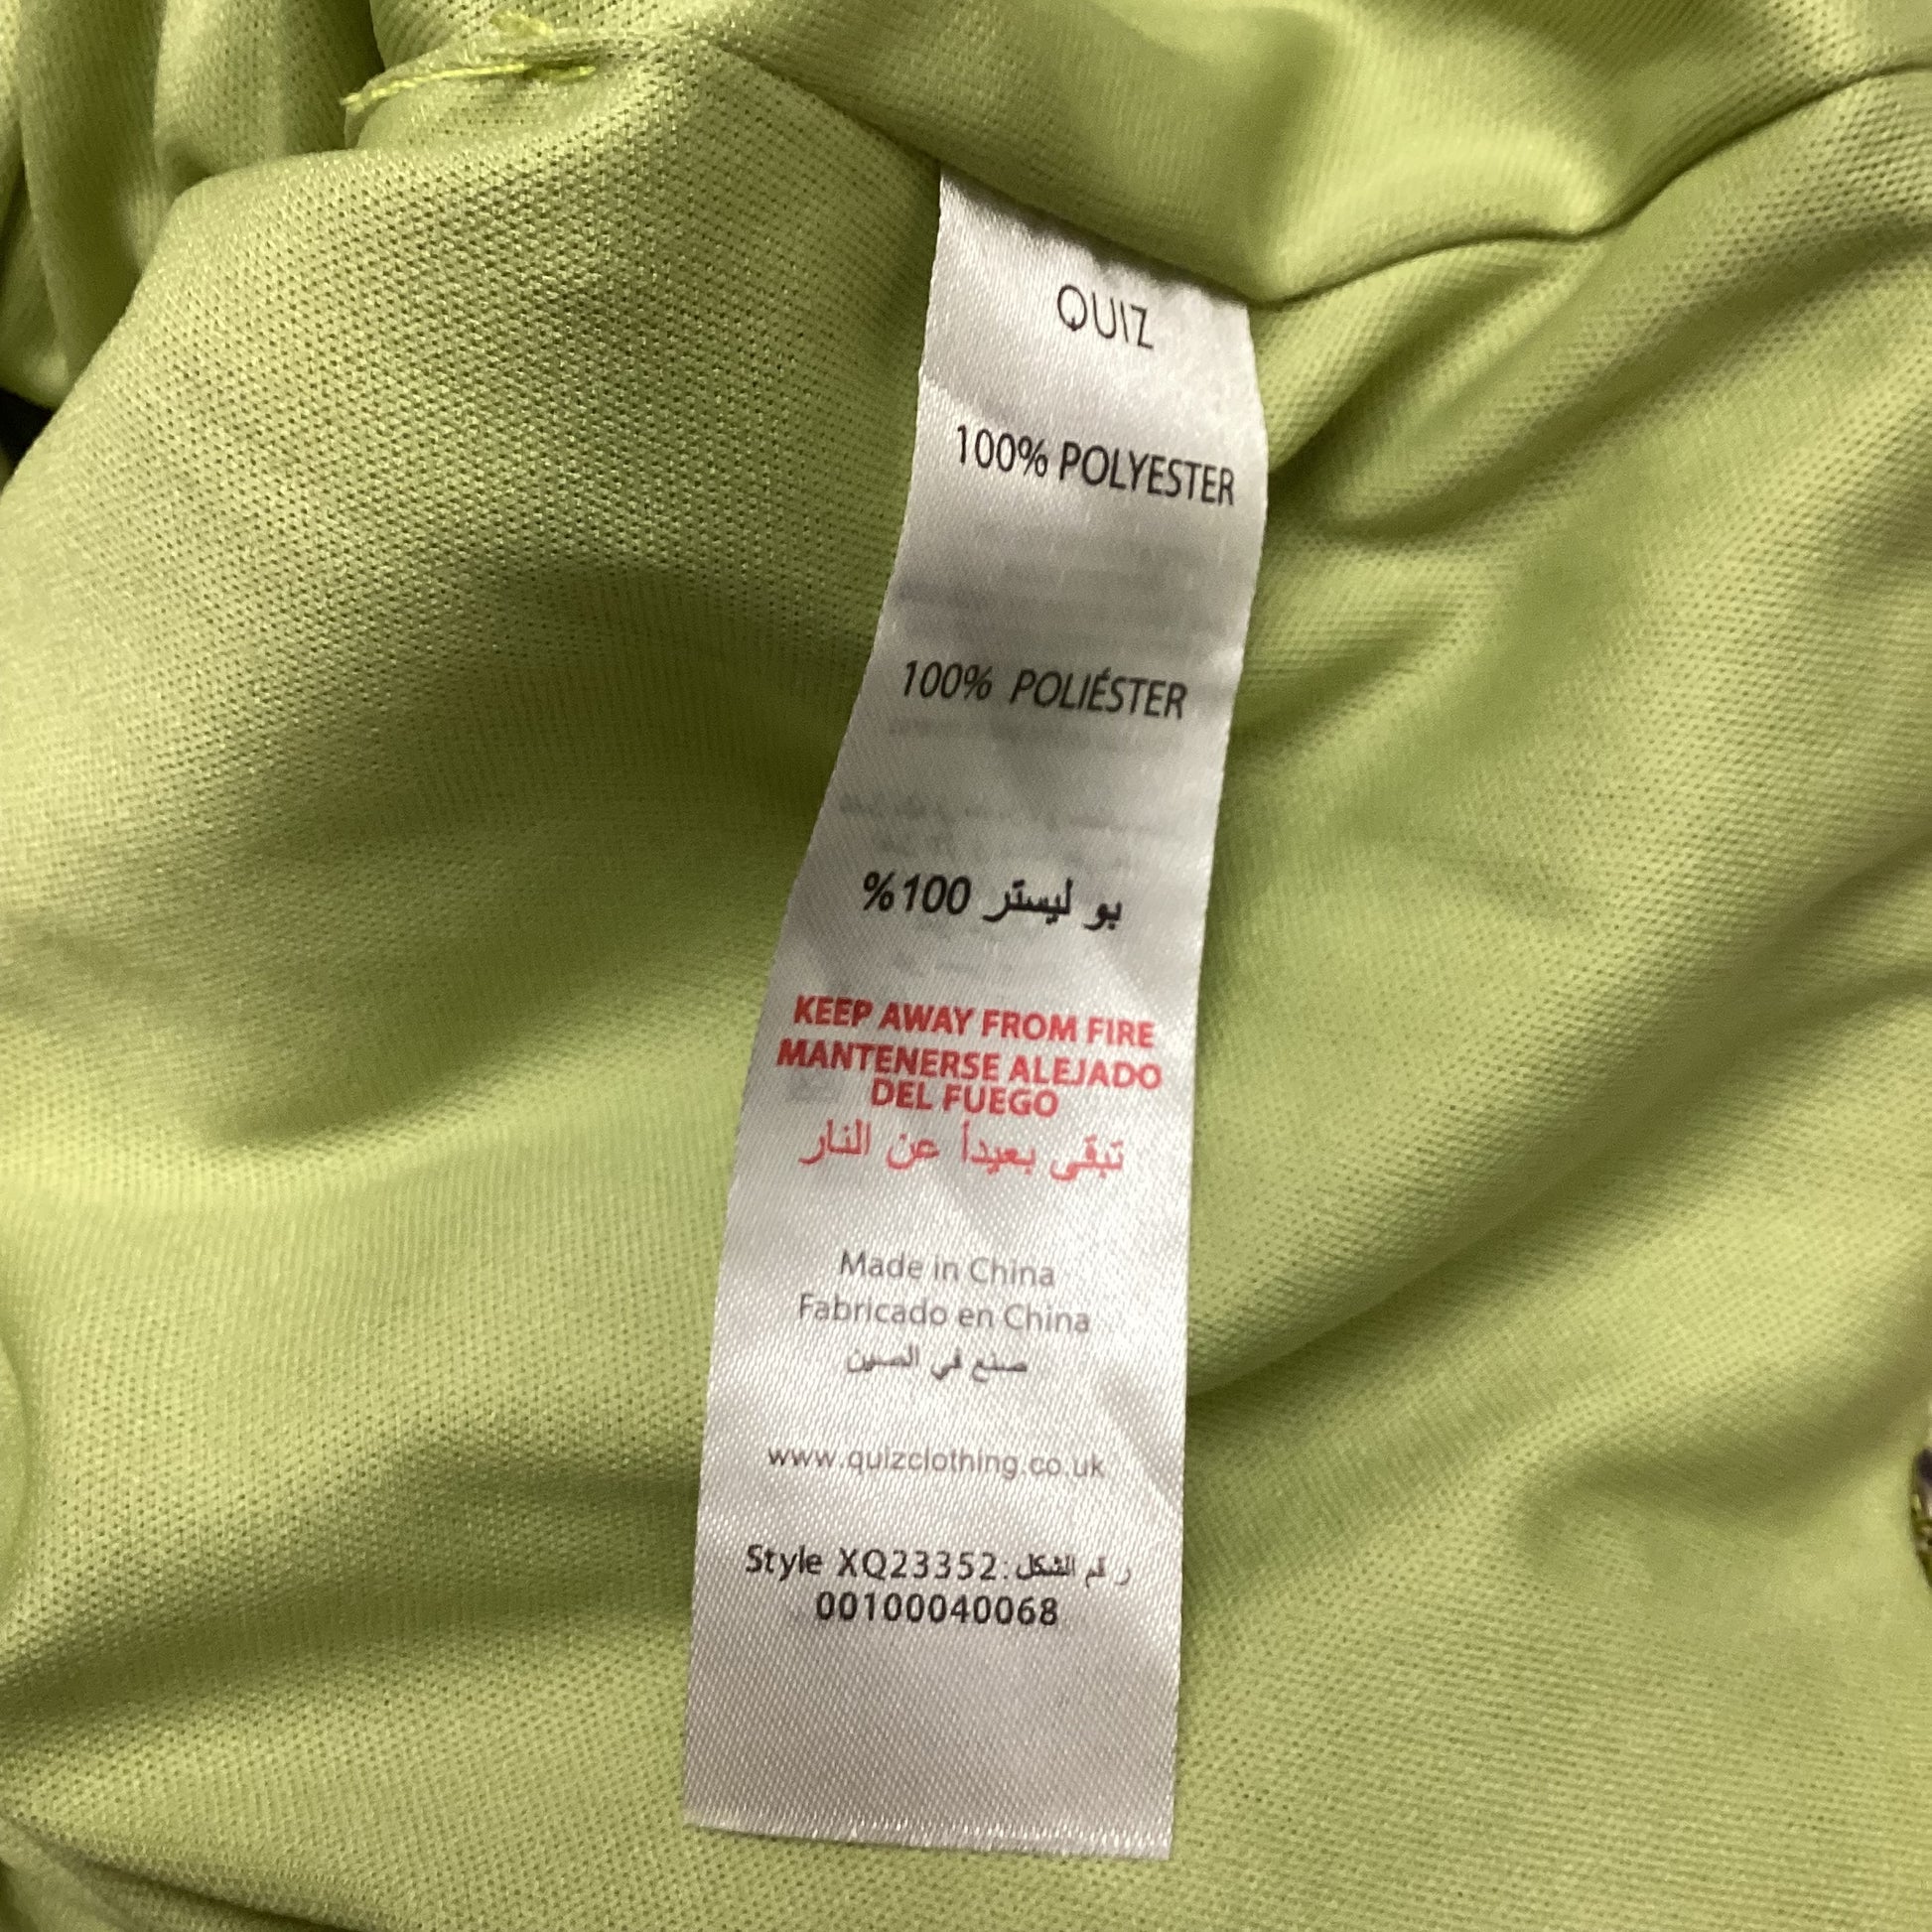 QUIZ
100% POLYESTER
100% POLIÉSTER
بو ليستر 100%
KEEP AWAY FROM FIRE
MANTENERSE ALEJADO
DEL FUEGO
تبقى بعيداً عن النار
Made in China
Fabricado en China
صنع في الصين
www.quizclothing.co.uk
Style XQ23352: رقم الشكل
00100040068